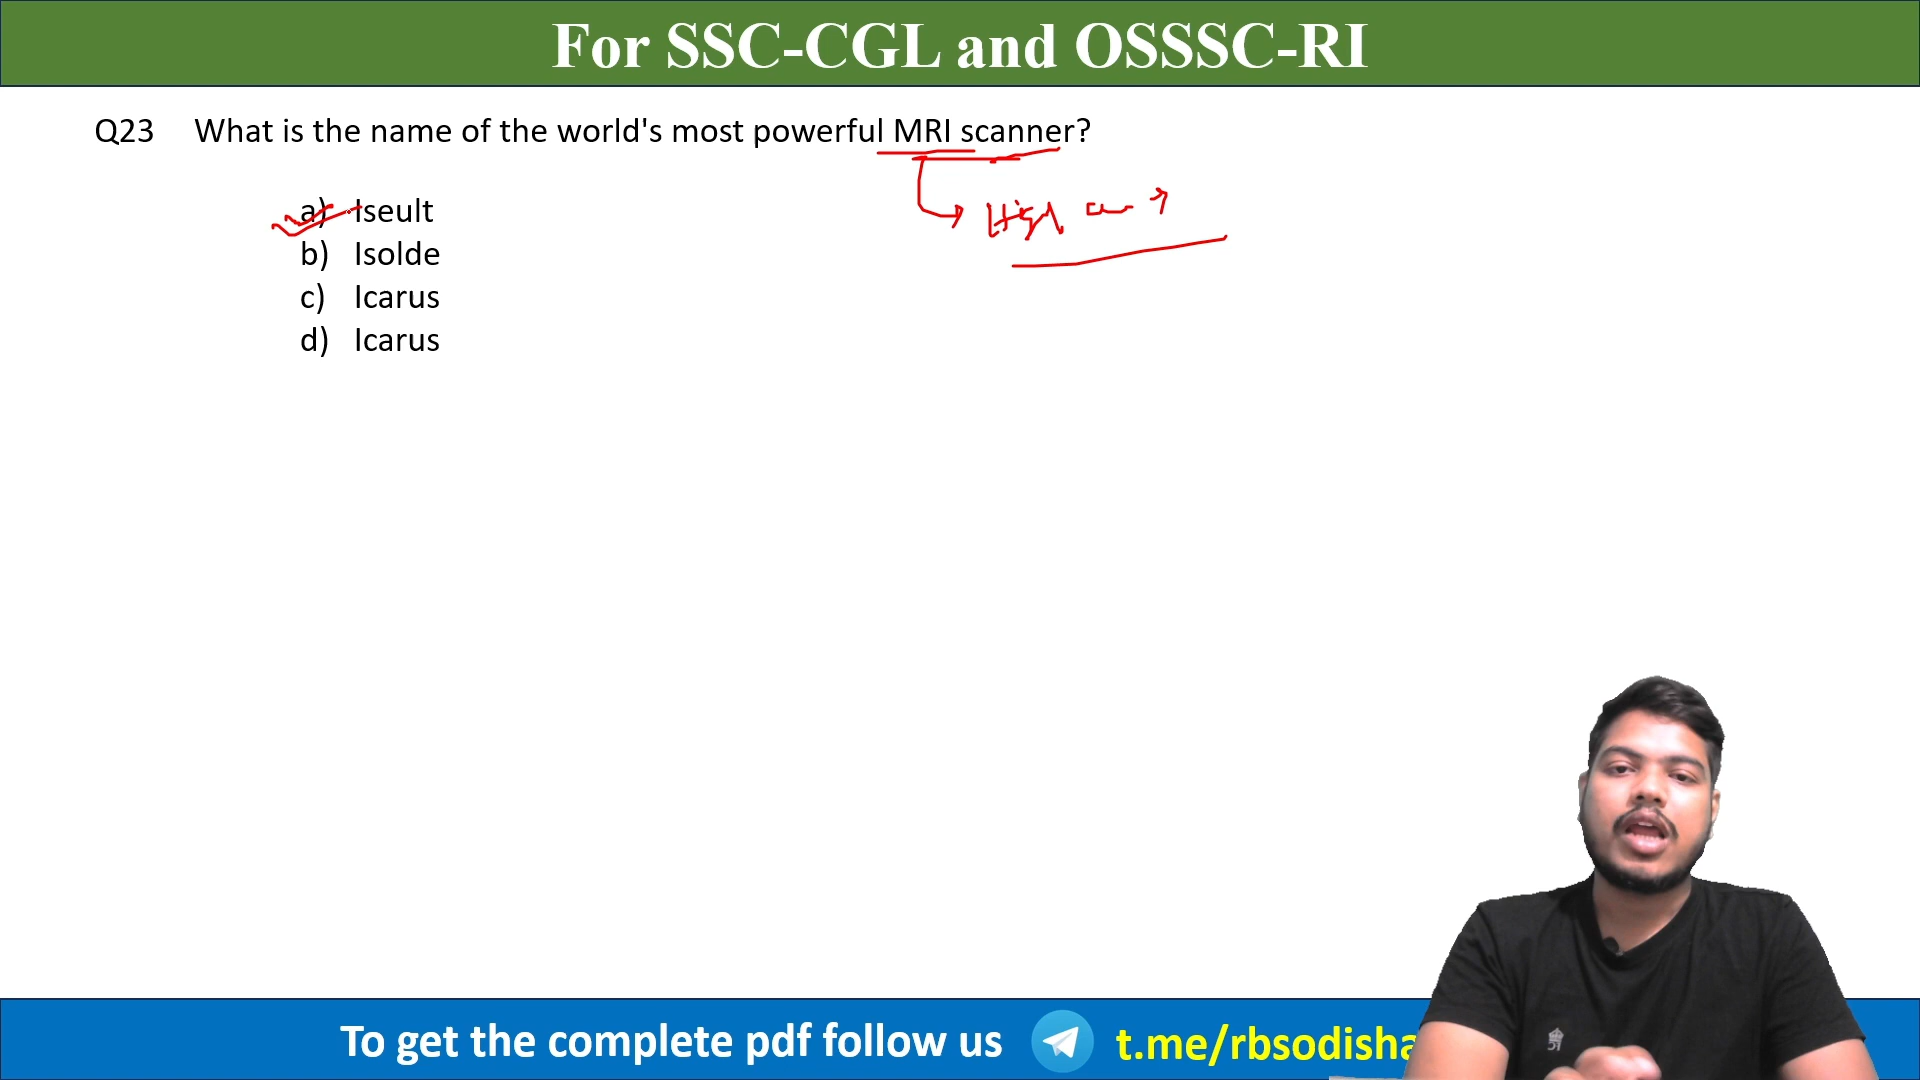 For SSC-CGL and OSSSC-RI
Q23 What is the name of the world's most powerful MRI scanner?
a) Iseult
High
b) Isolde
c) Icarus
d) Icarus
To get the complete pdf follow us t.me/rbsodisha